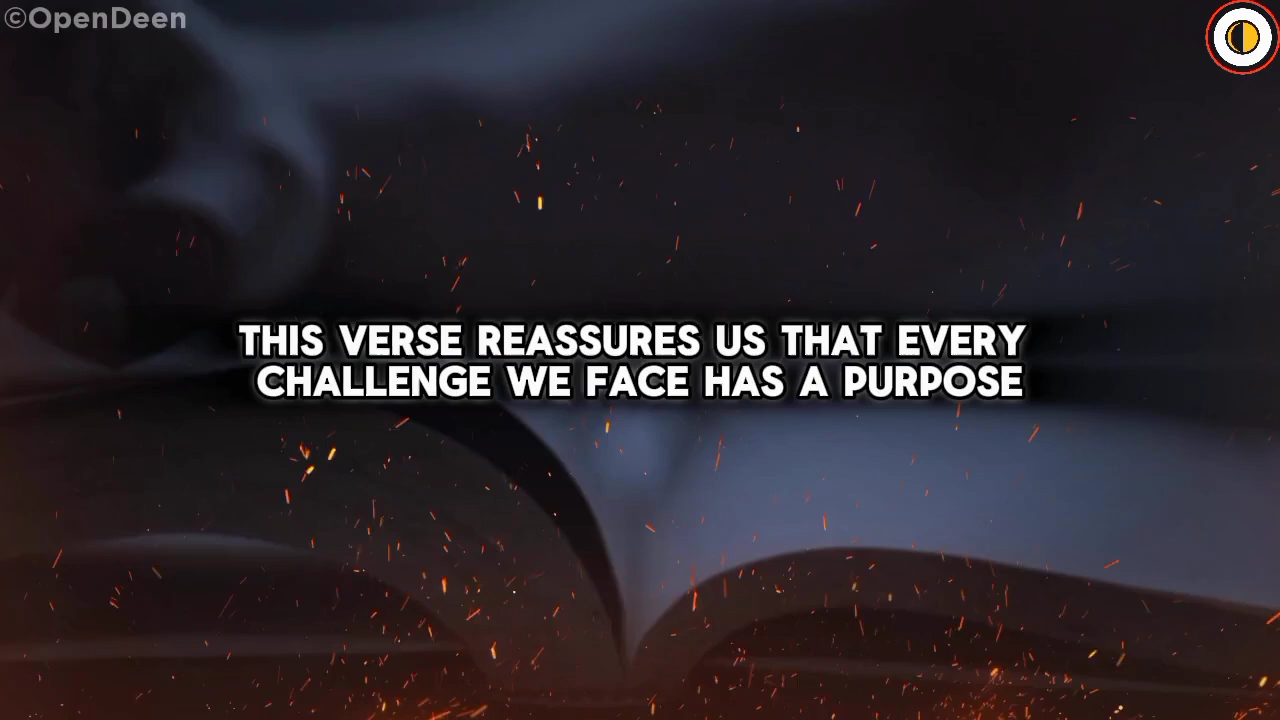 ©OpenDeen
THIS VERSE REASSURES US THAT EVERY
CHALLENGE WE FACE HAS A PURPOSE